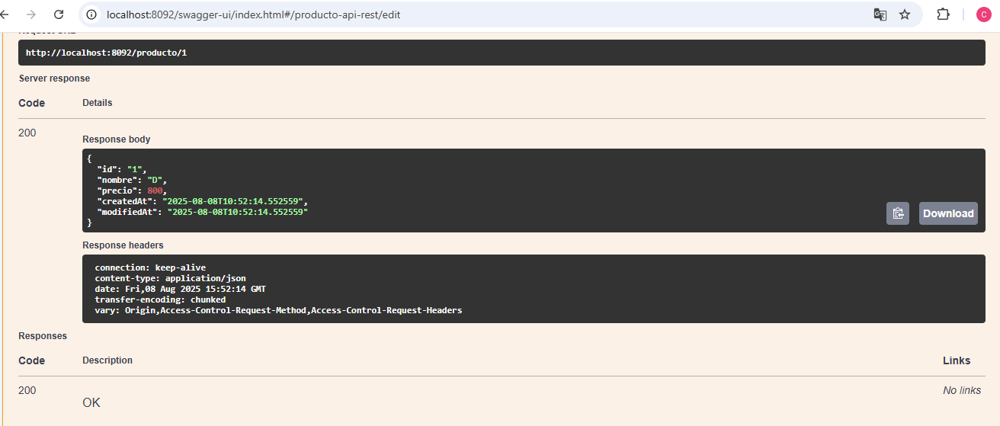 localhost:8092/swagger-ui/index.html#/producto-api-rest/edit
C
http://localhost:8092/producto/1
Server response
Code Details
200
Response body
{
"id": "1",
"nombre": "D",
"precio": 800,
"createdAt": "2025-08-08T10:52:14.552559",
"modifiedAt": "2025-08-08T10:52:14.552559"
}
Download
Response headers
connection: keep-alive
content-type: application/json
date: Fri,08 Aug 2025 15:52:14 GMT
transfer-encoding: chunked
vary: Origin,Access-Control-Request-Method,Access-Control-Request-Headers
Responses
Code Description Links
200 No links
OK